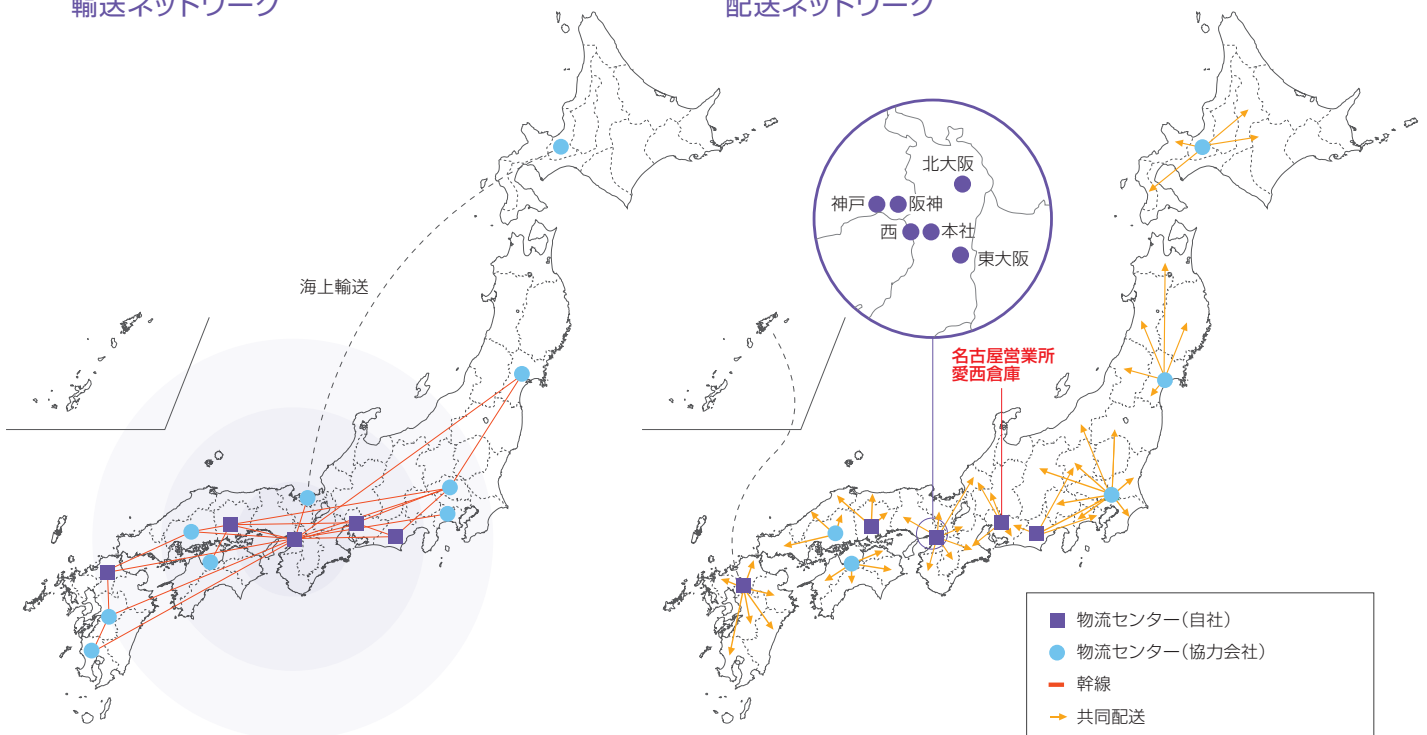 輸送ネットワーク
配送ネットワーク
海上輸送
北大阪
神戸
阪神
西
本社
東大阪
名古屋営業所
愛西倉庫
物流センター(自社)
物流センター(協力会社)
幹線
共同配送